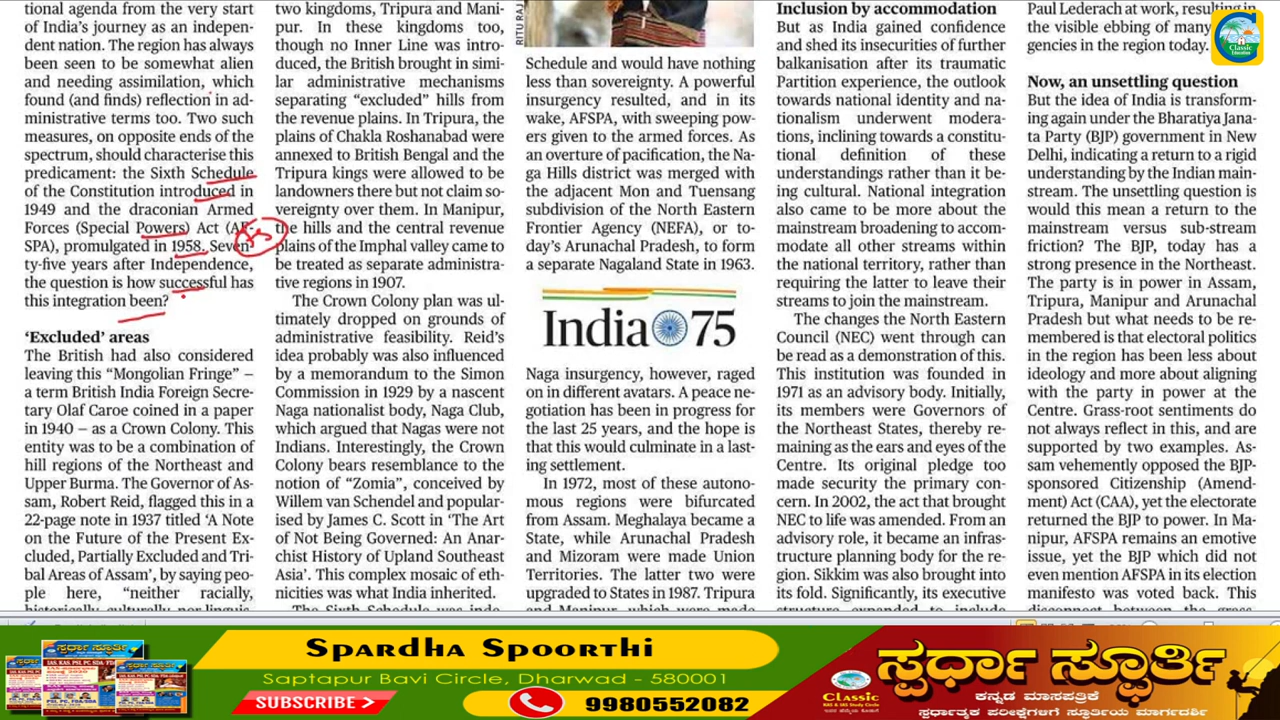 tional agenda from the very start
of India's journey as an indepen-
dent nation. The region has always
been seen to be somewhat alien
and needing assimilation, which
found (and finds) reflection in ad-
ministrative terms too. Two such
measures, on opposite ends of the
spectrum, should characterise this
predicament: the Sixth Schedule
of the Constitution introduced in
1949 and the draconian Armed
Forces (Special Powers) Act (AF-
SPA), promulgated in 1958. Seven-
ty-five years after Independence,
the question is how successful has
this integration been?
'Excluded' areas
The British had also considered
leaving this "Mongolian Fringe" –
a term British India Foreign Secre-
tary Olaf Caroe coined in a paper
in 1940 – as a Crown Colony. This
entity was to be a combination of
hill regions of the Northeast and
Upper Burma. The Governor of As-
sam, Robert Reid, flagged this in a
22-page note in 1937 titled 'A Note
on the Future of the Present Ex-
cluded, Partially Excluded and Tri-
bal Areas of Assam', by saying peo-
ple here, "neither racially,
historically, culturally, nor linguis-
two kingdoms, Tripura and Mani-
pur. In these kingdoms too,
though no Inner Line was intro-
duced, the British brought in simi-
lar administrative mechanisms
separating "excluded" hills from
the revenue plains. In Tripura, the
plains of Chakla Roshanabad were
annexed to British Bengal and the
Tripura kings were allowed to be
landowners there but not claim so-
vereignty over them. In Manipur,
the hills and the central revenue
plains of the Imphal valley came to
be treated as separate administra-
tive regions in 1907.
The Crown Colony plan was ul-
timately dropped on grounds of
administrative feasibility. Reid's
idea probably was also influenced
by a memorandum to the Simon
Commission in 1929 by a nascent
Naga nationalist body, Naga Club,
which argued that Nagas were not
Indians. Interestingly, the Crown
Colony bears resemblance to the
notion of "Zomia", conceived by
Willem van Schendel and popular-
ised by James C. Scott in 'The Art
of Not Being Governed: An Anar-
chist History of Upland Southeast
Asia'. This complex mosaic of eth-
nicities was what India inherited.
The Sixth Schedule was inde-
RITU RAJ
Schedule and would have nothing
less than sovereignty. A powerful
insurgency resulted, and in its
wake, AFSPA, with sweeping pow-
ers given to the armed forces. As
an overture of pacification, the Na-
ga Hills district was merged with
the adjacent Mon and Tuensang
subdivision of the North Eastern
Frontier Agency (NEFA), or to-
day's Arunachal Pradesh, to form
a separate Nagaland State in 1963.
India 75
Naga insurgency, however, raged
on in different avatars. A peace ne-
gotiation has been in progress for
the last 25 years, and the hope is
that this would culminate in a last-
ing settlement.
In 1972, most of these autono-
mous regions were bifurcated
from Assam. Meghalaya became a
State, while Arunachal Pradesh
and Mizoram were made Union
Territories. The latter two were
upgraded to States in 1987. Tripura
and Manipur, which were made
Inclusion by accommodation
But as India gained confidence
and shed its insecurities of further
balkanisation after its traumatic
Partition experience, the outlook
towards national identity and na-
tionalism underwent modera-
tions, inclining towards a constitu-
tional definition of these
understandings rather than it be-
ing cultural. National integration
also came to be more about the
mainstream broadening to accom-
modate all other streams within
the national territory, rather than
requiring the latter to leave their
streams to join the mainstream.
The changes the North Eastern
Council (NEC) went through can
be read as a demonstration of this.
This institution was founded in
1971 as an advisory body. Initially,
its members were Governors of
the Northeast States, thereby re-
maining as the ears and eyes of the
Centre. Its original pledge too
made security the primary con-
cern. In 2002, the act that brought
NEC to life was amended. From an
advisory role, it became an infras-
tructure planning body for the re-
gion. Sikkim was also brought into
its fold. Significantly, its executive
structure expanded to include
Paul Lederach at work, resulting in
the visible ebbing of many
gencies in the region today.
Now, an unsettling question
But the idea of India is transform-
ing again under the Bharatiya Jana-
ta Party (BJP) government in New
Delhi, indicating a return to a rigid
understanding by the Indian main-
stream. The unsettling question is
would this mean a return to the
mainstream versus sub-stream
friction? The BJP, today has a
strong presence in the Northeast.
The party is in power in Assam,
Tripura, Manipur and Arunachal
Pradesh but what needs to be re-
membered is that electoral politics
in the region has been less about
ideology and more about aligning
with the party in power at the
Centre. Grass-root sentiments do
not always reflect in this, and are
supported by two examples. As-
sam vehemently opposed the BJP-
sponsored Citizenship (Amend-
ment) Act (CAA), yet the electorate
returned the BJP to power. In Ma-
nipur, AFSPA remains an emotive
issue, yet the BJP which did not
even mention AFSPA in its election
manifesto was voted back. This
disconnect between the grass-
Classic
Education
Spardha Spoorthi
Saptapur Bavi Circle, Dharwad - 580001
SUBSCRIBE
9980552082
ಸ್ಪರ್ಧಾ ಸ್ಫೂರ್ತಿ
Classic
KAS & IAS Study Circle
ಸ್ಪರ್ಧಾ ಸ್ಫೂರ್ತಿ
ಕನ್ನಡ ಮಾಸಪತ್ರಿಕೆ
ಸ್ಪರ್ಧಾತ್ಮಕ ಪರೀಕ್ಷೆಗಳಿಗೆ ಸ್ಫೂರ್ತಿಯ ಮಾರ್ಗದರ್ಶಿ